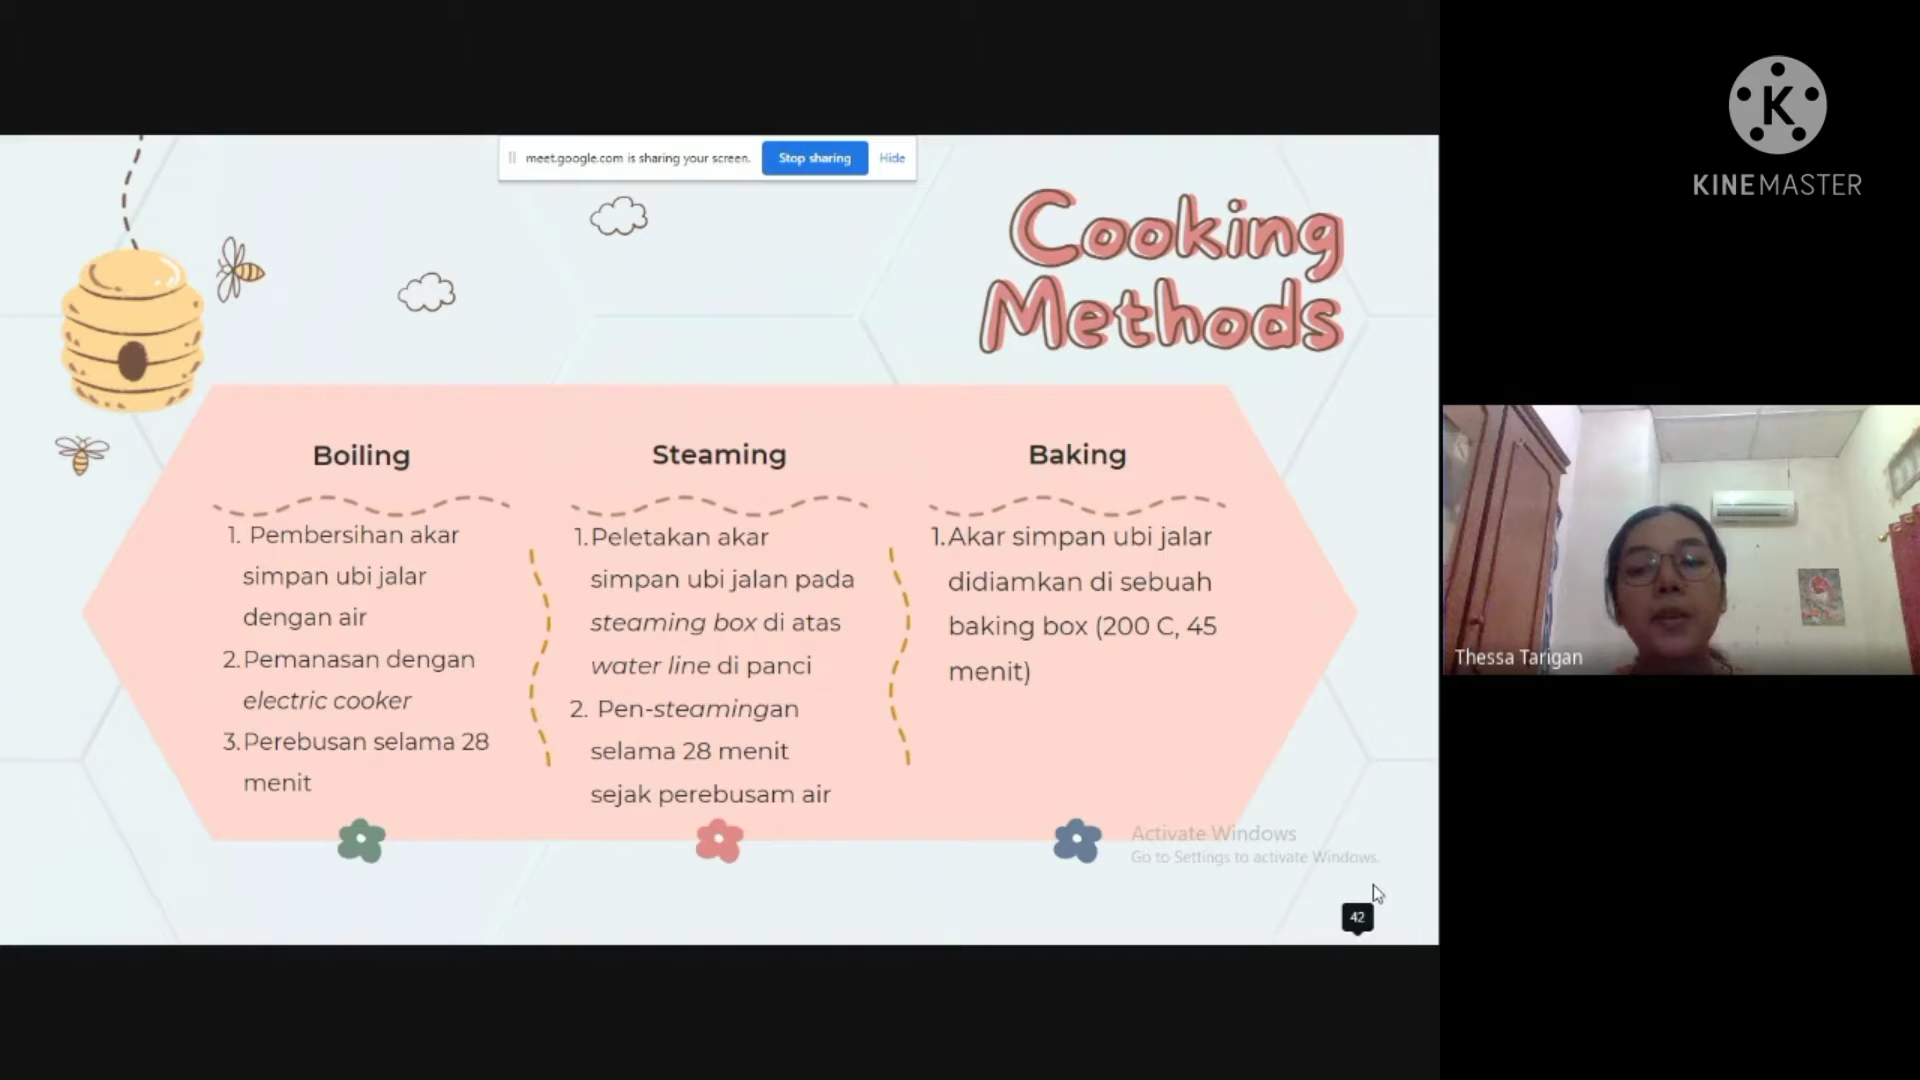 meet.google.com is sharing your screen.
Stop sharing
Hide
K
KINEMASTER
Cooking
Methods
Boiling
1. Pembersihan akar
simpan ubi jalar
dengan air
2.Pemanasan dengan
electric cooker
3.Perebusan selama 28
menit
Steaming
1.Peletakan akar
simpan ubi jalan pada
steaming box di atas
water line di panci
2. Pen-steamingan
selama 28 menit
sejak perebusam air
Baking
1.Akar simpan ubi jalar
didiamkan di sebuah
baking box (200 C, 45
menit)
Activate Windows
Go to Settings to activate Windows.
42
Thessa Tarigan